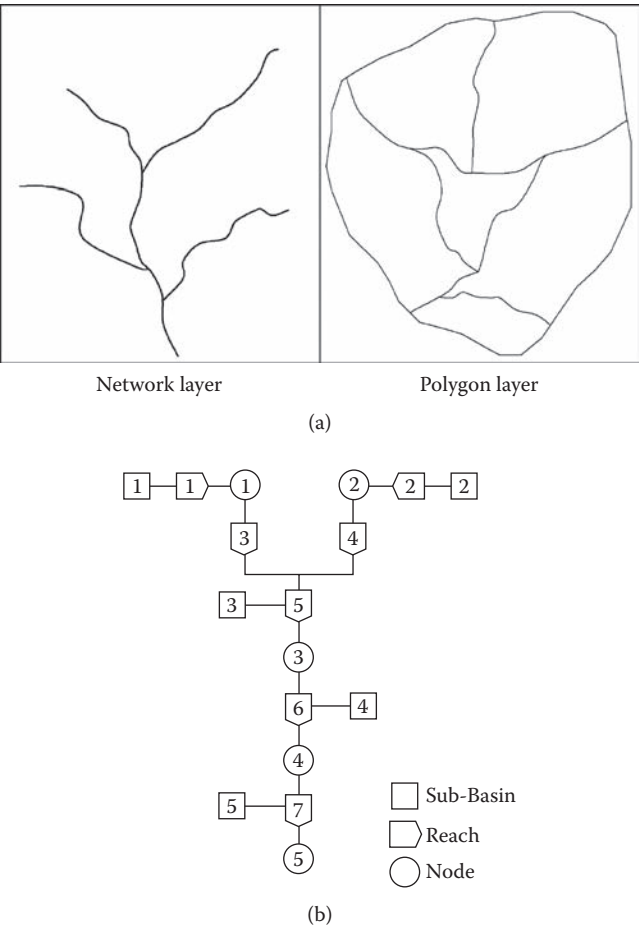 Network layer Polygon layer
(a)
1 1 1 2 2 2
3 4
3 5
3
6 4
4
5 7
5
Sub-Basin
Reach
Node
(b)